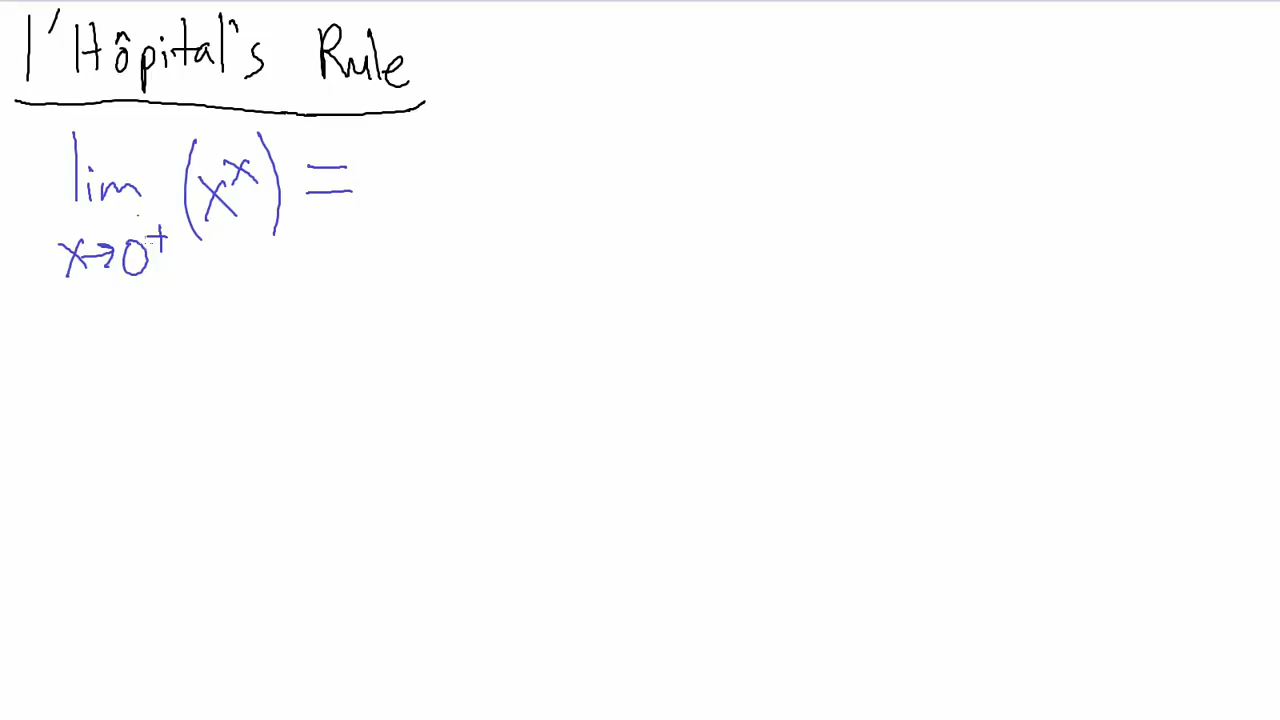 l'Hôpital's Rule
lim (x^x) =
x→0^+